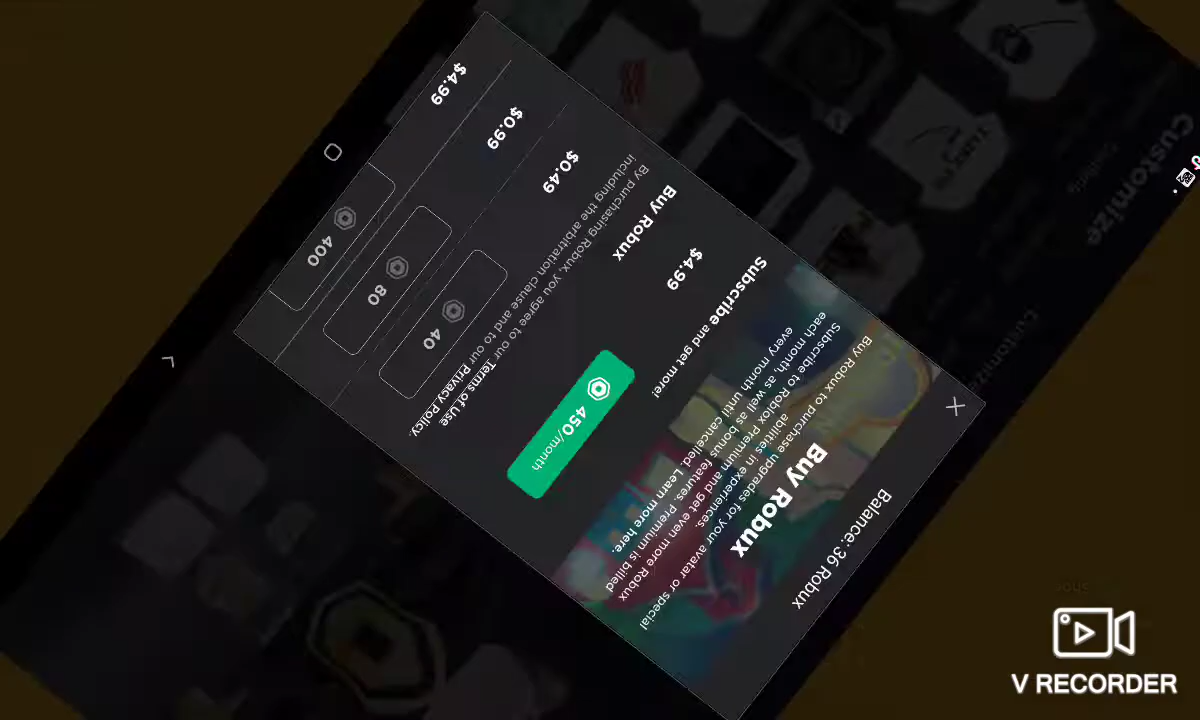 Balance: 36 Robux
Buy Robux
Buy Robux to purchase upgrades for your avatar or special
abilities in experiences.
Subscribe to Roblox Premium and get even more Robux
each month, as well as bonus features. Premium is billed
every month until cancelled. Learn more here.
Subscribe and get more!
$4.99
450/month
Buy Robux
By purchasing Robux, you agree to our Terms of Use
including the arbitration clause and to our Privacy Policy.
$0.49
40
$0.99
80
$4.99
400
Customize
Customize
V RECORDER